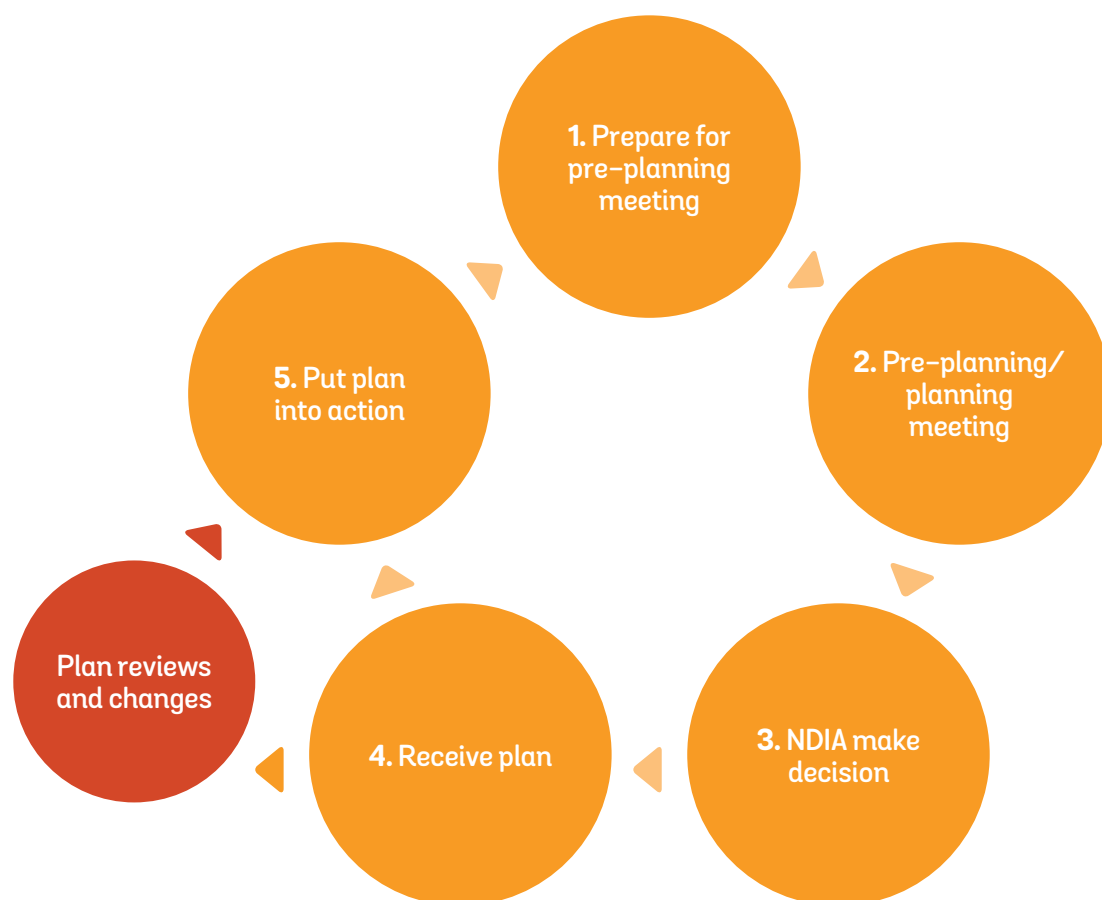 1. Prepare for
pre-planning
meeting
2. Pre-planning/
planning
meeting
3. NDIA make
decision
4. Receive plan
5. Put plan
into action
Plan reviews
and changes